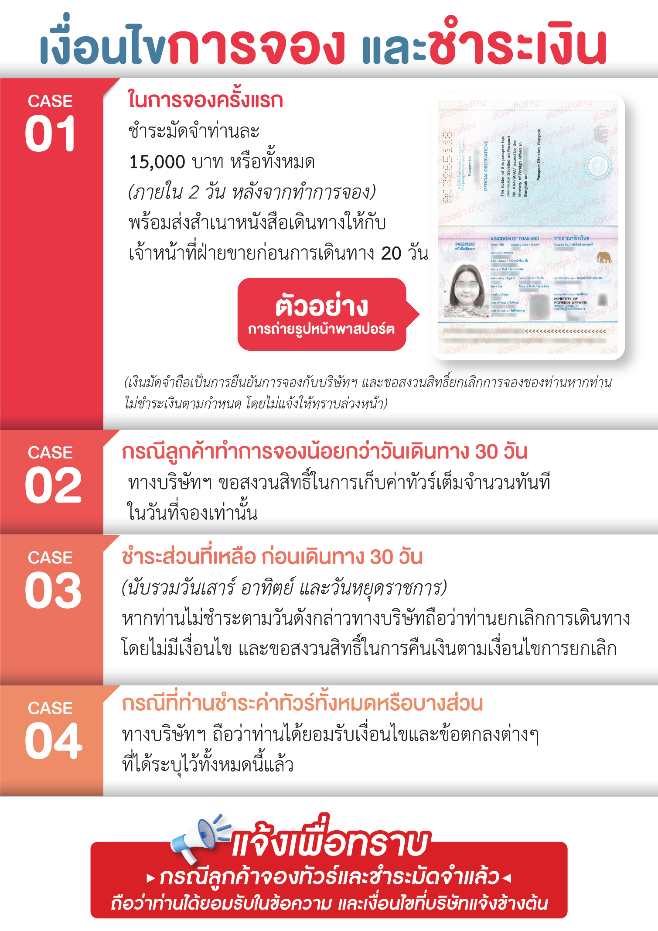 เงื่อนไขการจอง และชำระเงิน
CASE
01
ในการจองครั้งแรก
ชำระมัดจำท่านละ
15,000 บาท หรือทั้งหมด
(ภายใน 2 วัน หลังจากทำการจอง)
พร้อมส่งสำเนาหนังสือเดินทางให้กับ
เจ้าหน้าที่ฝ่ายขายก่อนการเดินทาง 20 วัน
KINGDOM OF THAILAND
PASSPORT
MINISTRY OF
FOREIGN AFFAIRS
ตัวอย่าง
การถ่ายรูปหน้าพาสปอร์ต
(เงินมัดจำถือเป็นการยืนยันการจองกับบริษัทฯ และขอสงวนสิทธิ์ยกเลิกการจองของท่านหากท่าน
ไม่ชำระเงินตามกำหนด โดยไม่แจ้งให้ทราบล่วงหน้า)
CASE
02
กรณีลูกค้าทำการจองน้อยกว่าวันเดินทาง 30 วัน
ทางบริษัทฯ ขอสงวนสิทธิ์ในการเก็บค่าทัวร์เต็มจำนวนทันที
ในวันที่จองเท่านั้น
CASE
03
ชำระส่วนที่เหลือ ก่อนเดินทาง 30 วัน
(นับรวมวันเสาร์ อาทิตย์ และวันหยุดราชการ)
หากท่านไม่ชำระตามวันดังกล่าวทางบริษัทถือว่าท่านยกเลิกการเดินทาง
โดยไม่มีเงื่อนไข และขอสงวนสิทธิ์ในการคืนเงินตามเงื่อนไขการยกเลิก
CASE
04
กรณีที่ท่านชำระค่าทัวร์ทั้งหมดหรือบางส่วน
ทางบริษัทฯ ถือว่าท่านได้ยอมรับเงื่อนไขและข้อตกลงต่างๆ
ที่ได้ระบุไว้ทั้งหมดนี้แล้ว
แจ้งเพื่อทราบ
▸กรณีลูกค้าจองทัวร์และชำระมัดจำแล้ว◂
ถือว่าท่านได้ยอมรับในข้อความ และเงื่อนไขที่บริษัทแจ้งข้างต้น